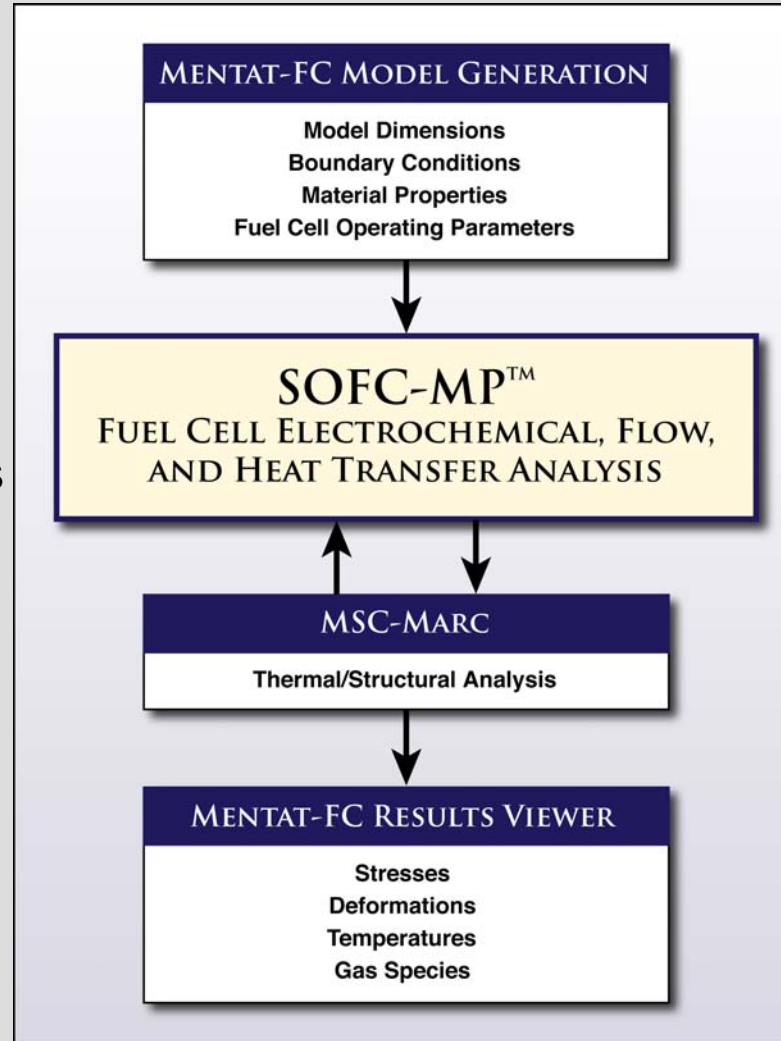 MENTAT-FC MODEL GENERATION
Model Dimensions
Boundary Conditions
Material Properties
Fuel Cell Operating Parameters
SOFC-MP™
FUEL CELL ELECTROCHEMICAL, FLOW,
AND HEAT TRANSFER ANALYSIS
s
MSC-MARC
Thermal/Structural Analysis
MENTAT-FC RESULTS VIEWER
Stresses
Deformations
Temperatures
Gas Species